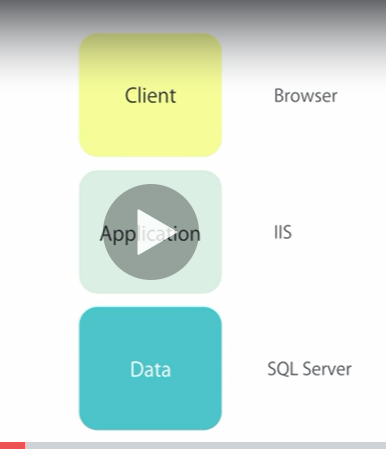 Client Browser
Application IIS
Data SQL Server